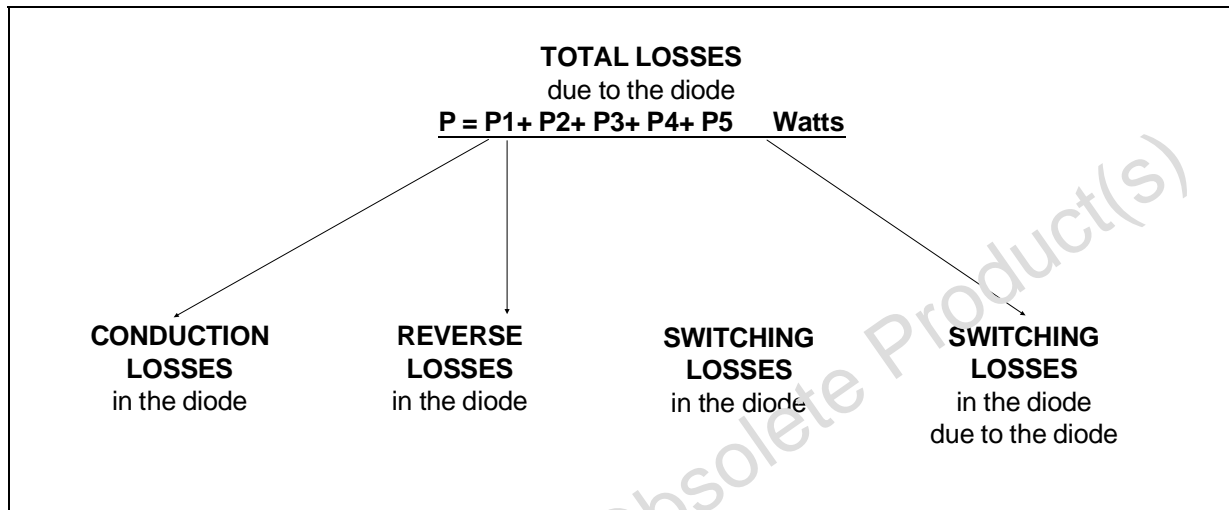 TOTAL LOSSES
due to the diode
P = P1+ P2+ P3+ P4+ P5 Watts
CONDUCTION
LOSSES
in the diode
REVERSE
LOSSES
in the diode
SWITCHING
LOSSES
in the diode
SWITCHING
LOSSES
in the diode
due to the diode
Obsolete Product(s)